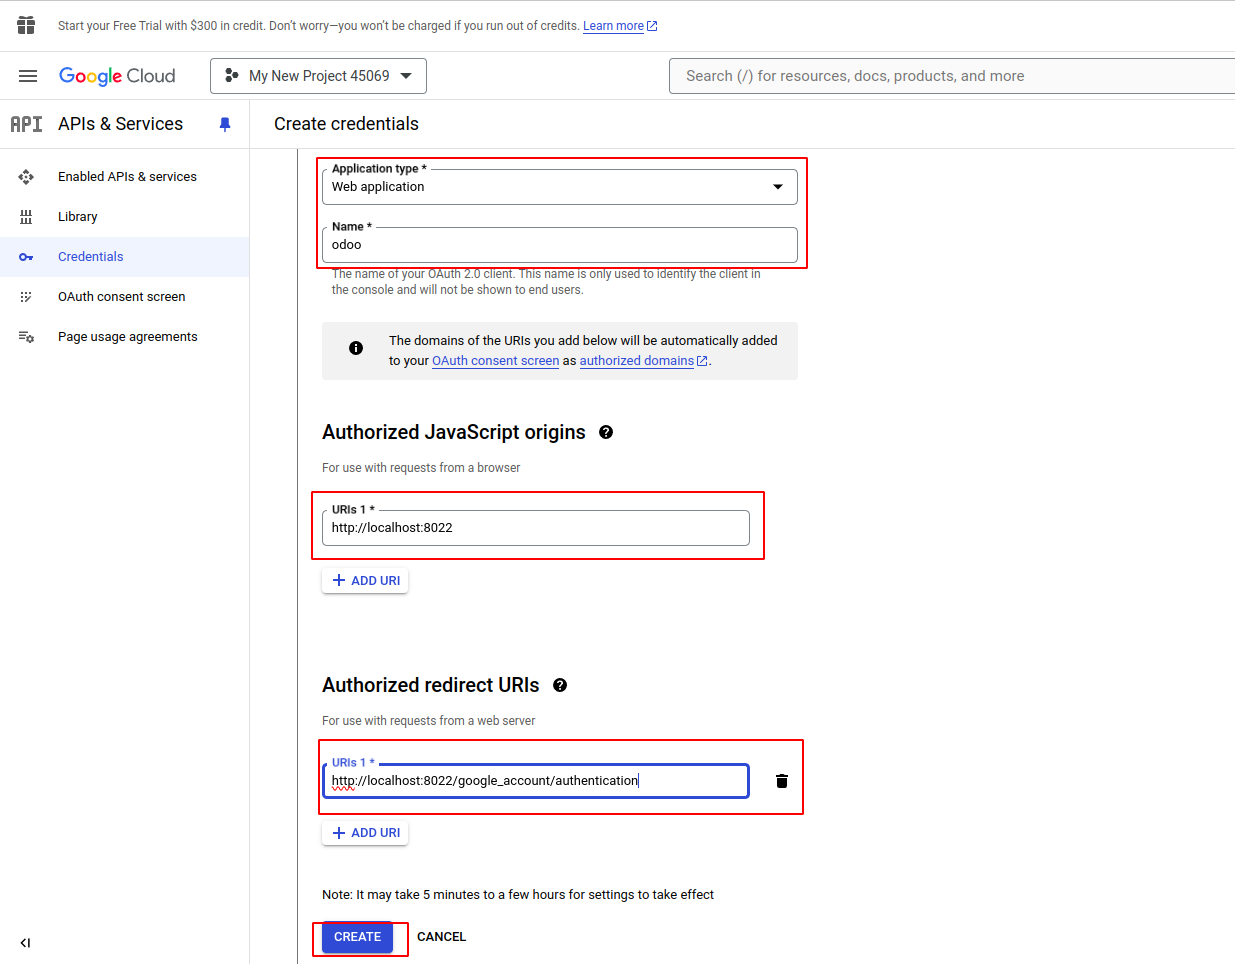 Start your Free Trial with $300 in credit. Don't worry—you won't be charged if you run out of credits. Learn more
Google Cloud
My New Project 45069
Search (/) for resources, docs, products, and more
API APIs & Services
Create credentials
Enabled APIs & services
Library
Credentials
OAuth consent screen
Page usage agreements
Application type *
Web application
Name *
odoo
The name of your OAuth 2.0 client. This name is only used to identify the client in
the console and will not be shown to end users.
The domains of the URIs you add below will be automatically added
to your OAuth consent screen as authorized domains.
Authorized JavaScript origins
For use with requests from a browser
URIs 1 *
http://localhost:8022
+ ADD URI
Authorized redirect URIs
For use with requests from a web server
URIs 1 *
http://localhost:8022/google_account/authentication
+ ADD URI
Note: It may take 5 minutes to a few hours for settings to take effect
CREATE
CANCEL